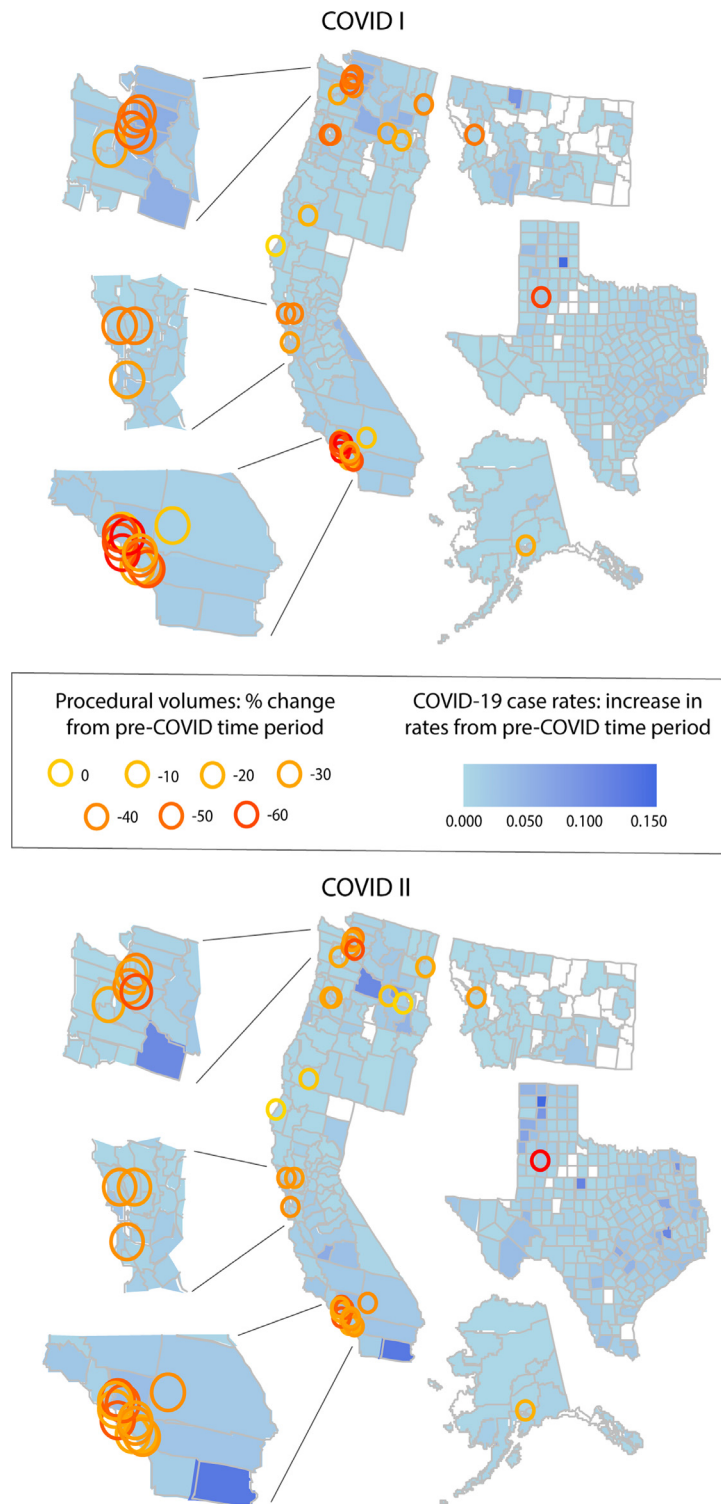 COVID I
Procedural volumes: % change
from pre-COVID time period
0 -10 -20 -30
-40 -50 -60
COVID-19 case rates: increase in
rates from pre-COVID time period
0.000 0.050 0.100 0.150
COVID II